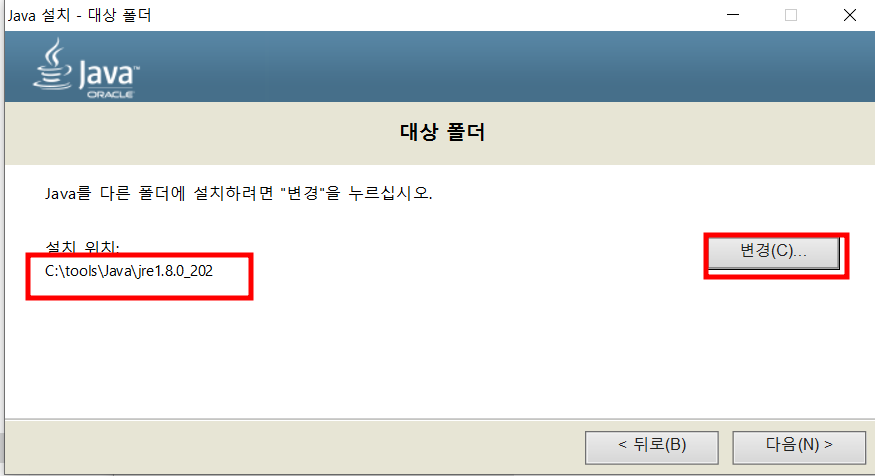 Java 설치 - 대상 폴더
Java™
ORACLE
대상 폴더
Java를 다른 폴더에 설치하려면 "변경"을 누르십시오.
설치 위치:
C:\tools\Java\jre1.8.0_202
변경(C)...
< 뒤로(B)
다음(N) >